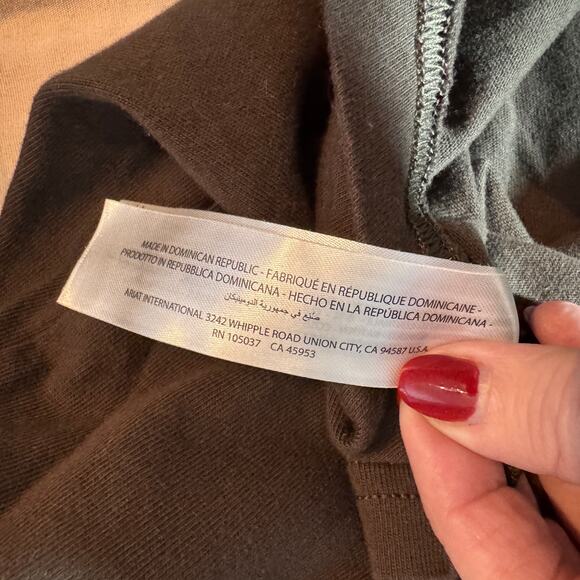 MADE IN DOMINICAN REPUBLIC - FABRIQUÉ EN RÉPUBLIQUE DOMINICAINE -
PRODOTTO IN REPUBBLICA DOMINICANA - HECHO EN LA REPÚBLICA DOMINICANA -
صُنِع في جمهورية الدومينيكان
ARIAT INTERNATIONAL 3242 WHIPPLE ROAD UNION CITY, CA 94587 U.S.A.
RN 105037 CA 45953